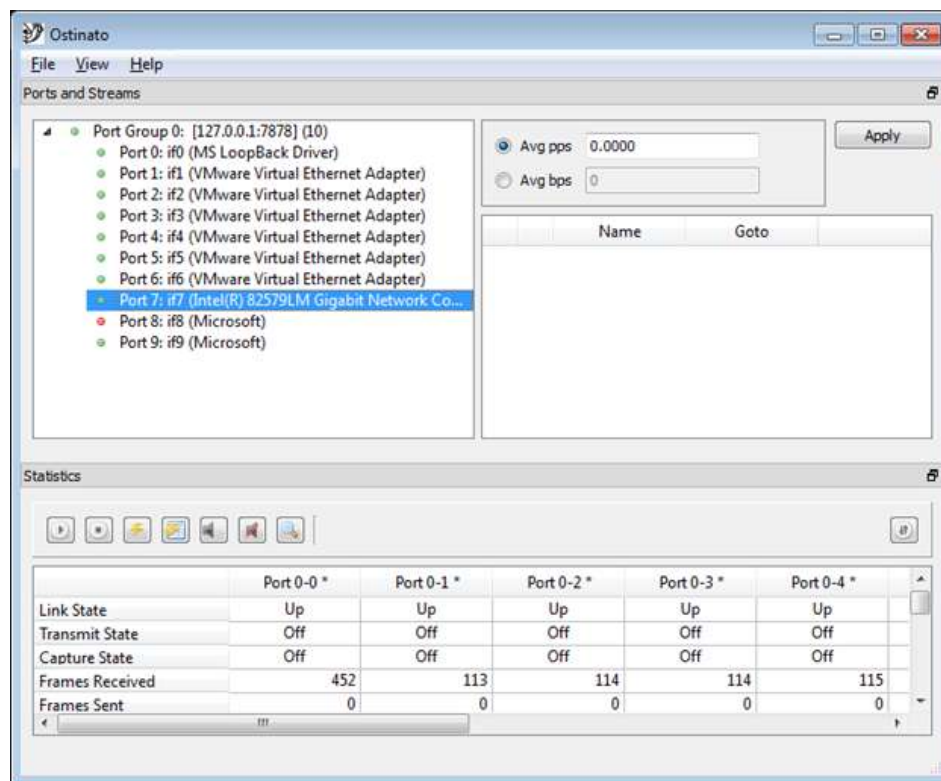 Ostinato
File View Help
Ports and Streams
Port Group 0: [127.0.0.1:7878] (10)
Port 0: if0 (MS LoopBack Driver)
Port 1: if1 (VMware Virtual Ethernet Adapter)
Port 2: if2 (VMware Virtual Ethernet Adapter)
Port 3: if3 (VMware Virtual Ethernet Adapter)
Port 4: if4 (VMware Virtual Ethernet Adapter)
Port 5: if5 (VMware Virtual Ethernet Adapter)
Port 6: if6 (VMware Virtual Ethernet Adapter)
Port 7: if7 (Intel(R) 82579LM Gigabit Network Co...
Port 8: if8 (Microsoft)
Port 9: if9 (Microsoft)
Avg pps 0.0000
Avg bps 0
Apply
Name Goto
Statistics
Port 0-0 * Port 0-1 * Port 0-2 * Port 0-3 * Port 0-4 *
Link State Up Up Up Up Up
Transmit State Off Off Off Off Off
Capture State Off Off Off Off Off
Frames Received 452 113 114 114 115
Frames Sent 0 0 0 0 0